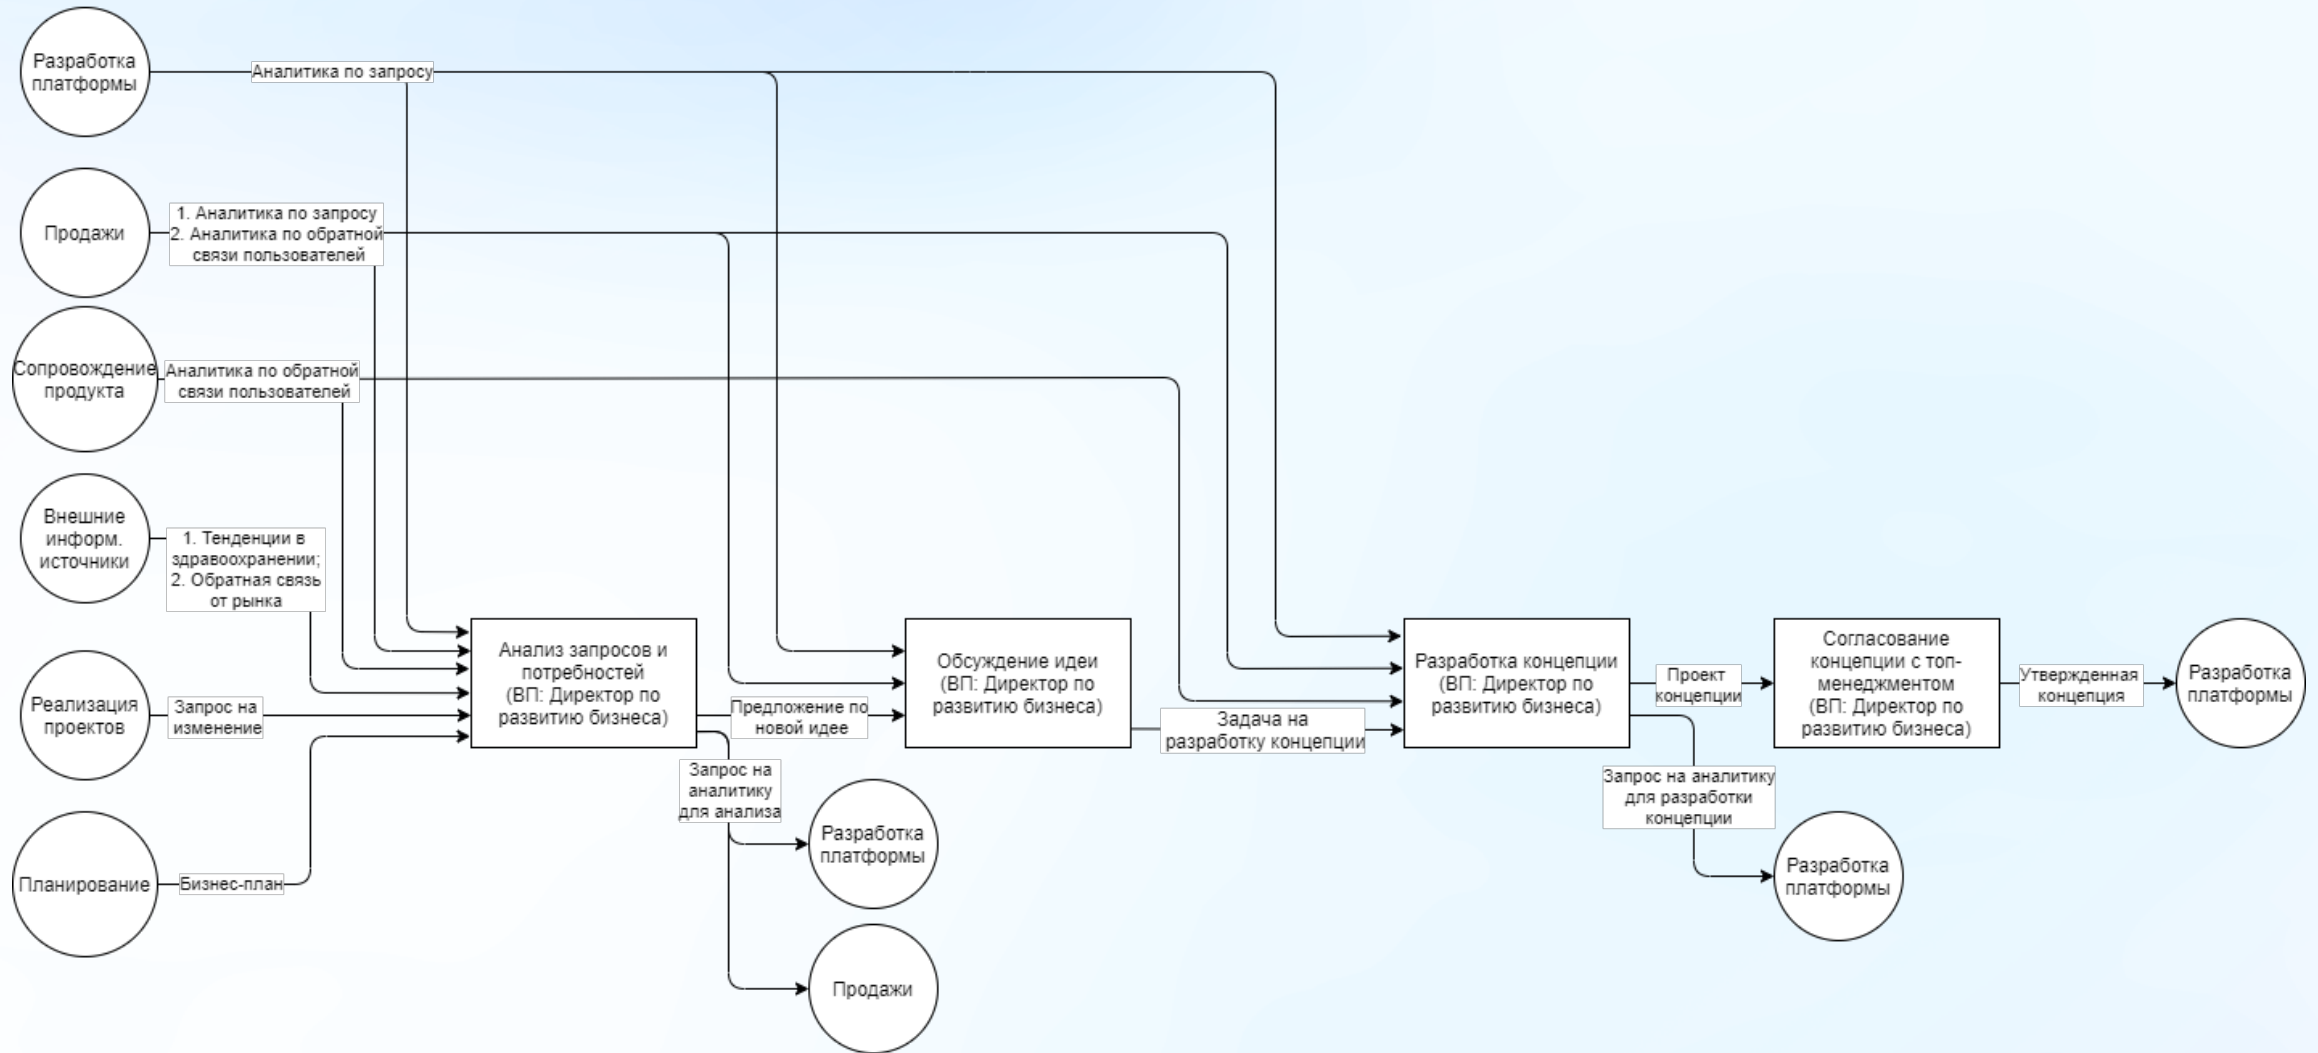 Разработка
платформы
Аналитика по запросу
Продажи
1. Аналитика по запросу
2. Аналитика по обратной
связи пользователей
Сопровождение
продукта
Аналитика по обратной
связи пользователей
Внешние
информ.
источники
1. Тенденции в
здравоохранении;
2. Обратная связь
от рынка
Реализация
проектов
Запрос на
изменение
Планирование
Бизнес-план
Анализ запросов и
потребностей
(ВП: Директор по
развитию бизнеса)
Предложение по
новой идее
Запрос на
аналитику
для анализа
Разработка
платформы
Продажи
Обсуждение идеи
(ВП: Директор по
развитию бизнеса)
Задача на
разработку концепции
Разработка концепции
(ВП: Директор по
развитию бизнеса)
Проект
концепции
Запрос на аналитику
для разработки
концепции
Разработка
платформы
Согласование
концепции с топ-
менеджментом
(ВП: Директор по
развитию бизнеса)
Утвержденная
концепция
Разработка
платформы